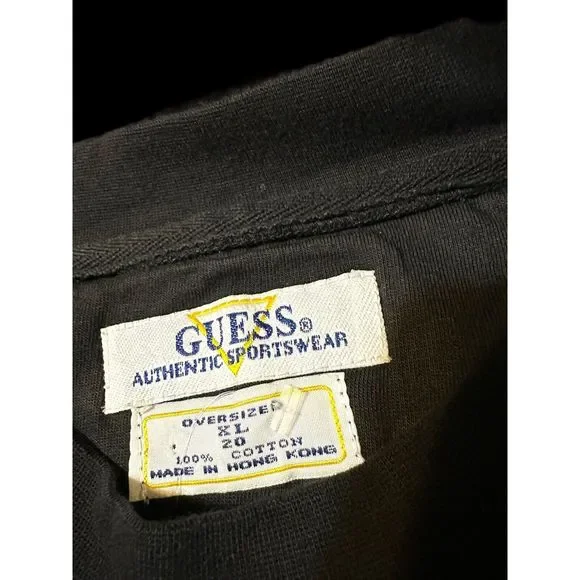 GUESS®
AUTHENTIC SPORTSWEAR
OVERSIZED
XL
20
100% COTTON
MADE IN HONG KONG